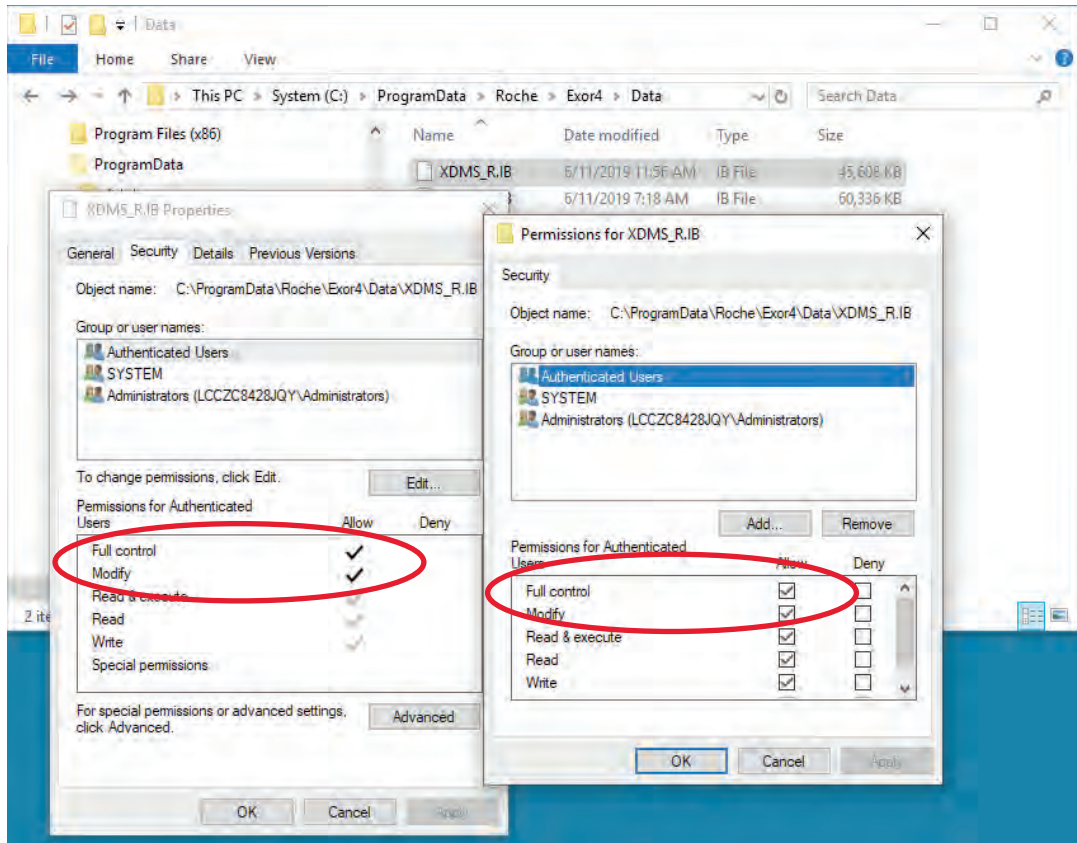 Data
File Home Share View
This PC > System (C:) > ProgramData > Roche > Exor4 > Data
Search Data
Program Files (x86)
ProgramData
Name Date modified Type Size
XDMS_R.IB 6/11/2019 11:56 AM IB File 45,608 KB
6/11/2019 7:18 AM IB File 60,336 KB
2 ite
XDMS_R.IB Properties
General Security Details Previous Versions
Object name: C:\ProgramData\Roche\Exor4\Data\XDMS_R.IB
Group or user names:
Authenticated Users
SYSTEM
Administrators (LCCZC8428JQY\Administrators)
To change permissions, click Edit.
Edit...
Permissions for Authenticated
Users Allow Deny
Full control
Modify
Read & execute
Read
Write
Special permissions
For special permissions or advanced settings,
click Advanced.
Advanced
OK Cancel Apply
Permissions for XDMS_R.IB
Security
Object name: C:\ProgramData\Roche\Exor4\Data\XDMS_R.IB
Group or user names:
Authenticated Users
SYSTEM
Administrators (LCCZC8428JQY\Administrators)
Add... Remove
Permissions for Authenticated
Users Allow Deny
Full control
Modify
Read & execute
Read
Write
OK Cancel Apply